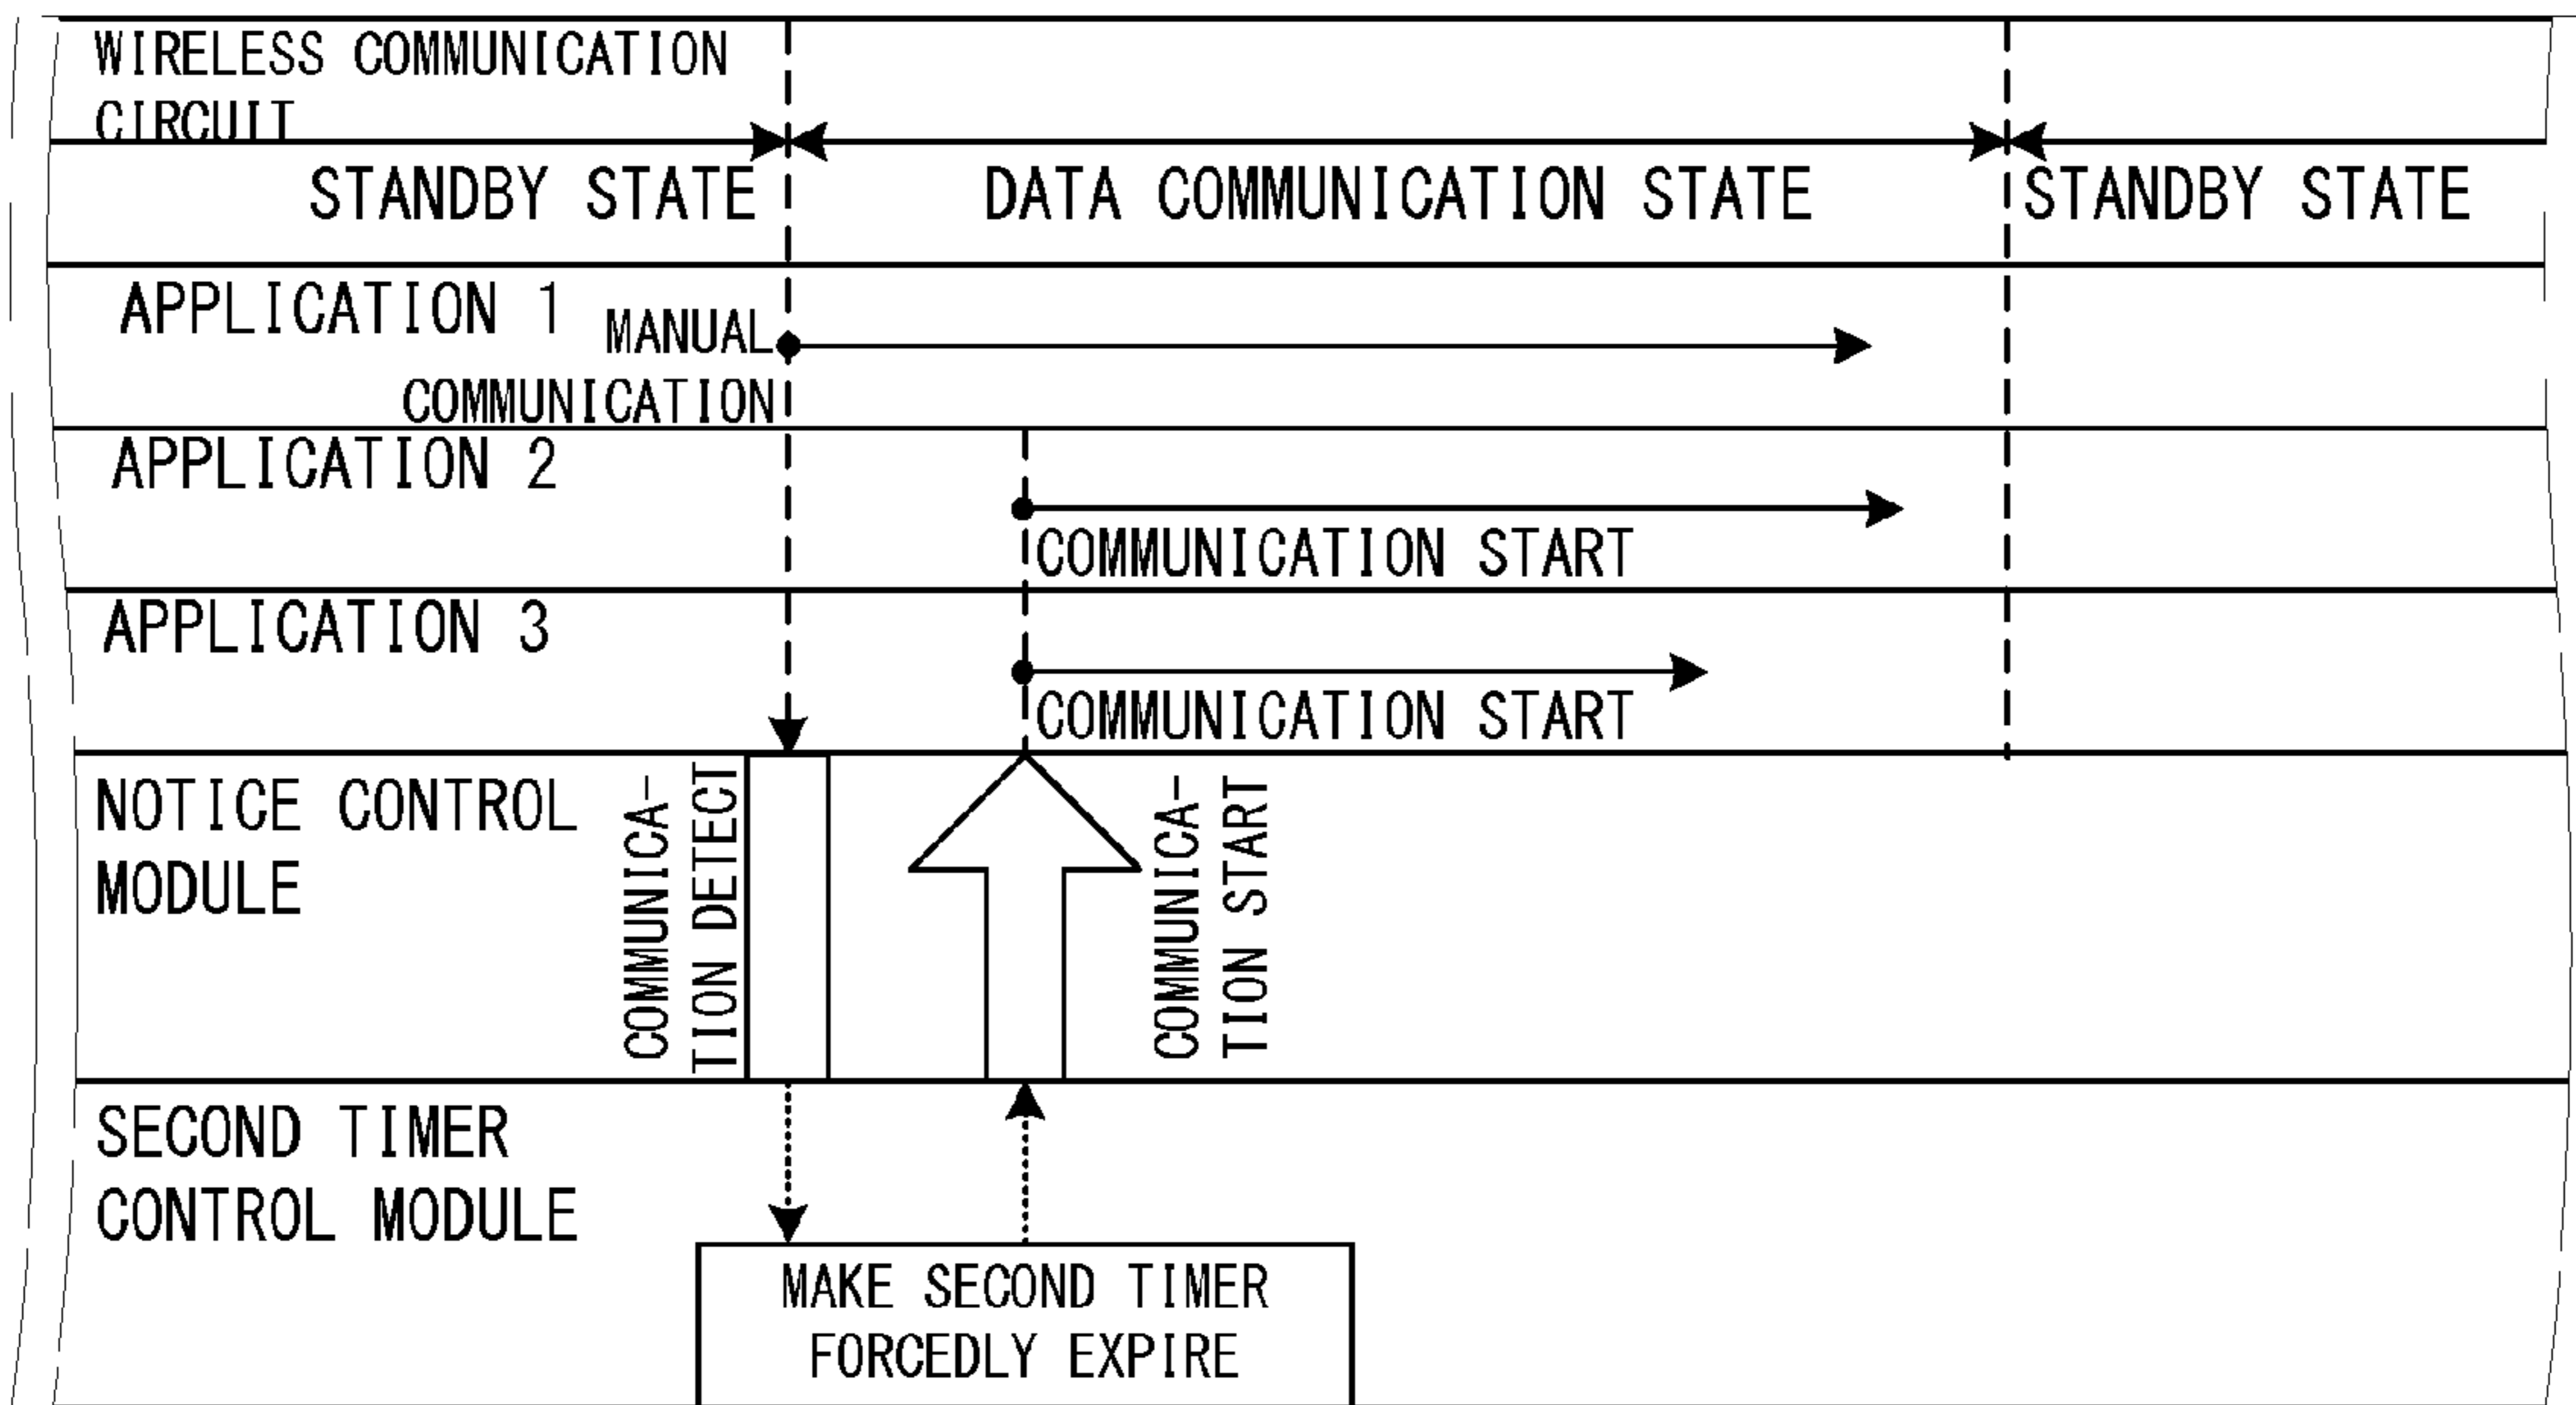 WIRELESS COMMUNICATION
CIRCUIT
STANDBY STATE
DATA COMMUNICATION STATE
STANDBY STATE
APPLICATION 1
MANUAL
COMMUNICATION
APPLICATION 2
COMMUNICATION START
APPLICATION 3
COMMUNICATION START
NOTICE CONTROL
MODULE
COMMUNICA-
TION DETECT
COMMUNICA-
TION START
SECOND TIMER
CONTROL MODULE
MAKE SECOND TIMER
FORCEDLY EXPIRE